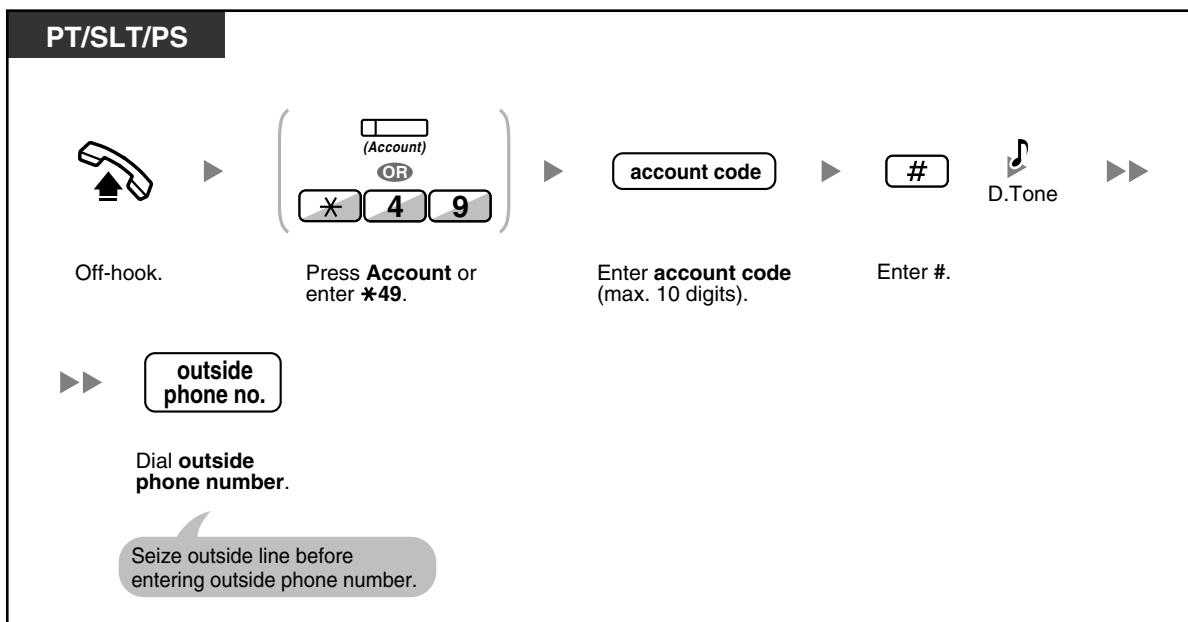 PT/SLT/PS
(Account)
OR
* 4 9
account code
#
D.Tone
Off-hook.
Press Account or
enter *49.
Enter account code
(max. 10 digits).
Enter #.
outside
phone no.
Dial outside
phone number.
Seize outside line before
entering outside phone number.